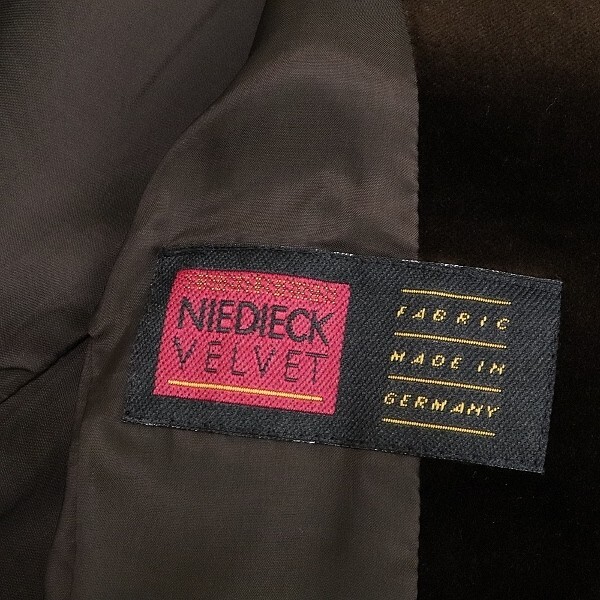 NIEDIECK
VELVET
FABRIC
MADE IN
GERMANY